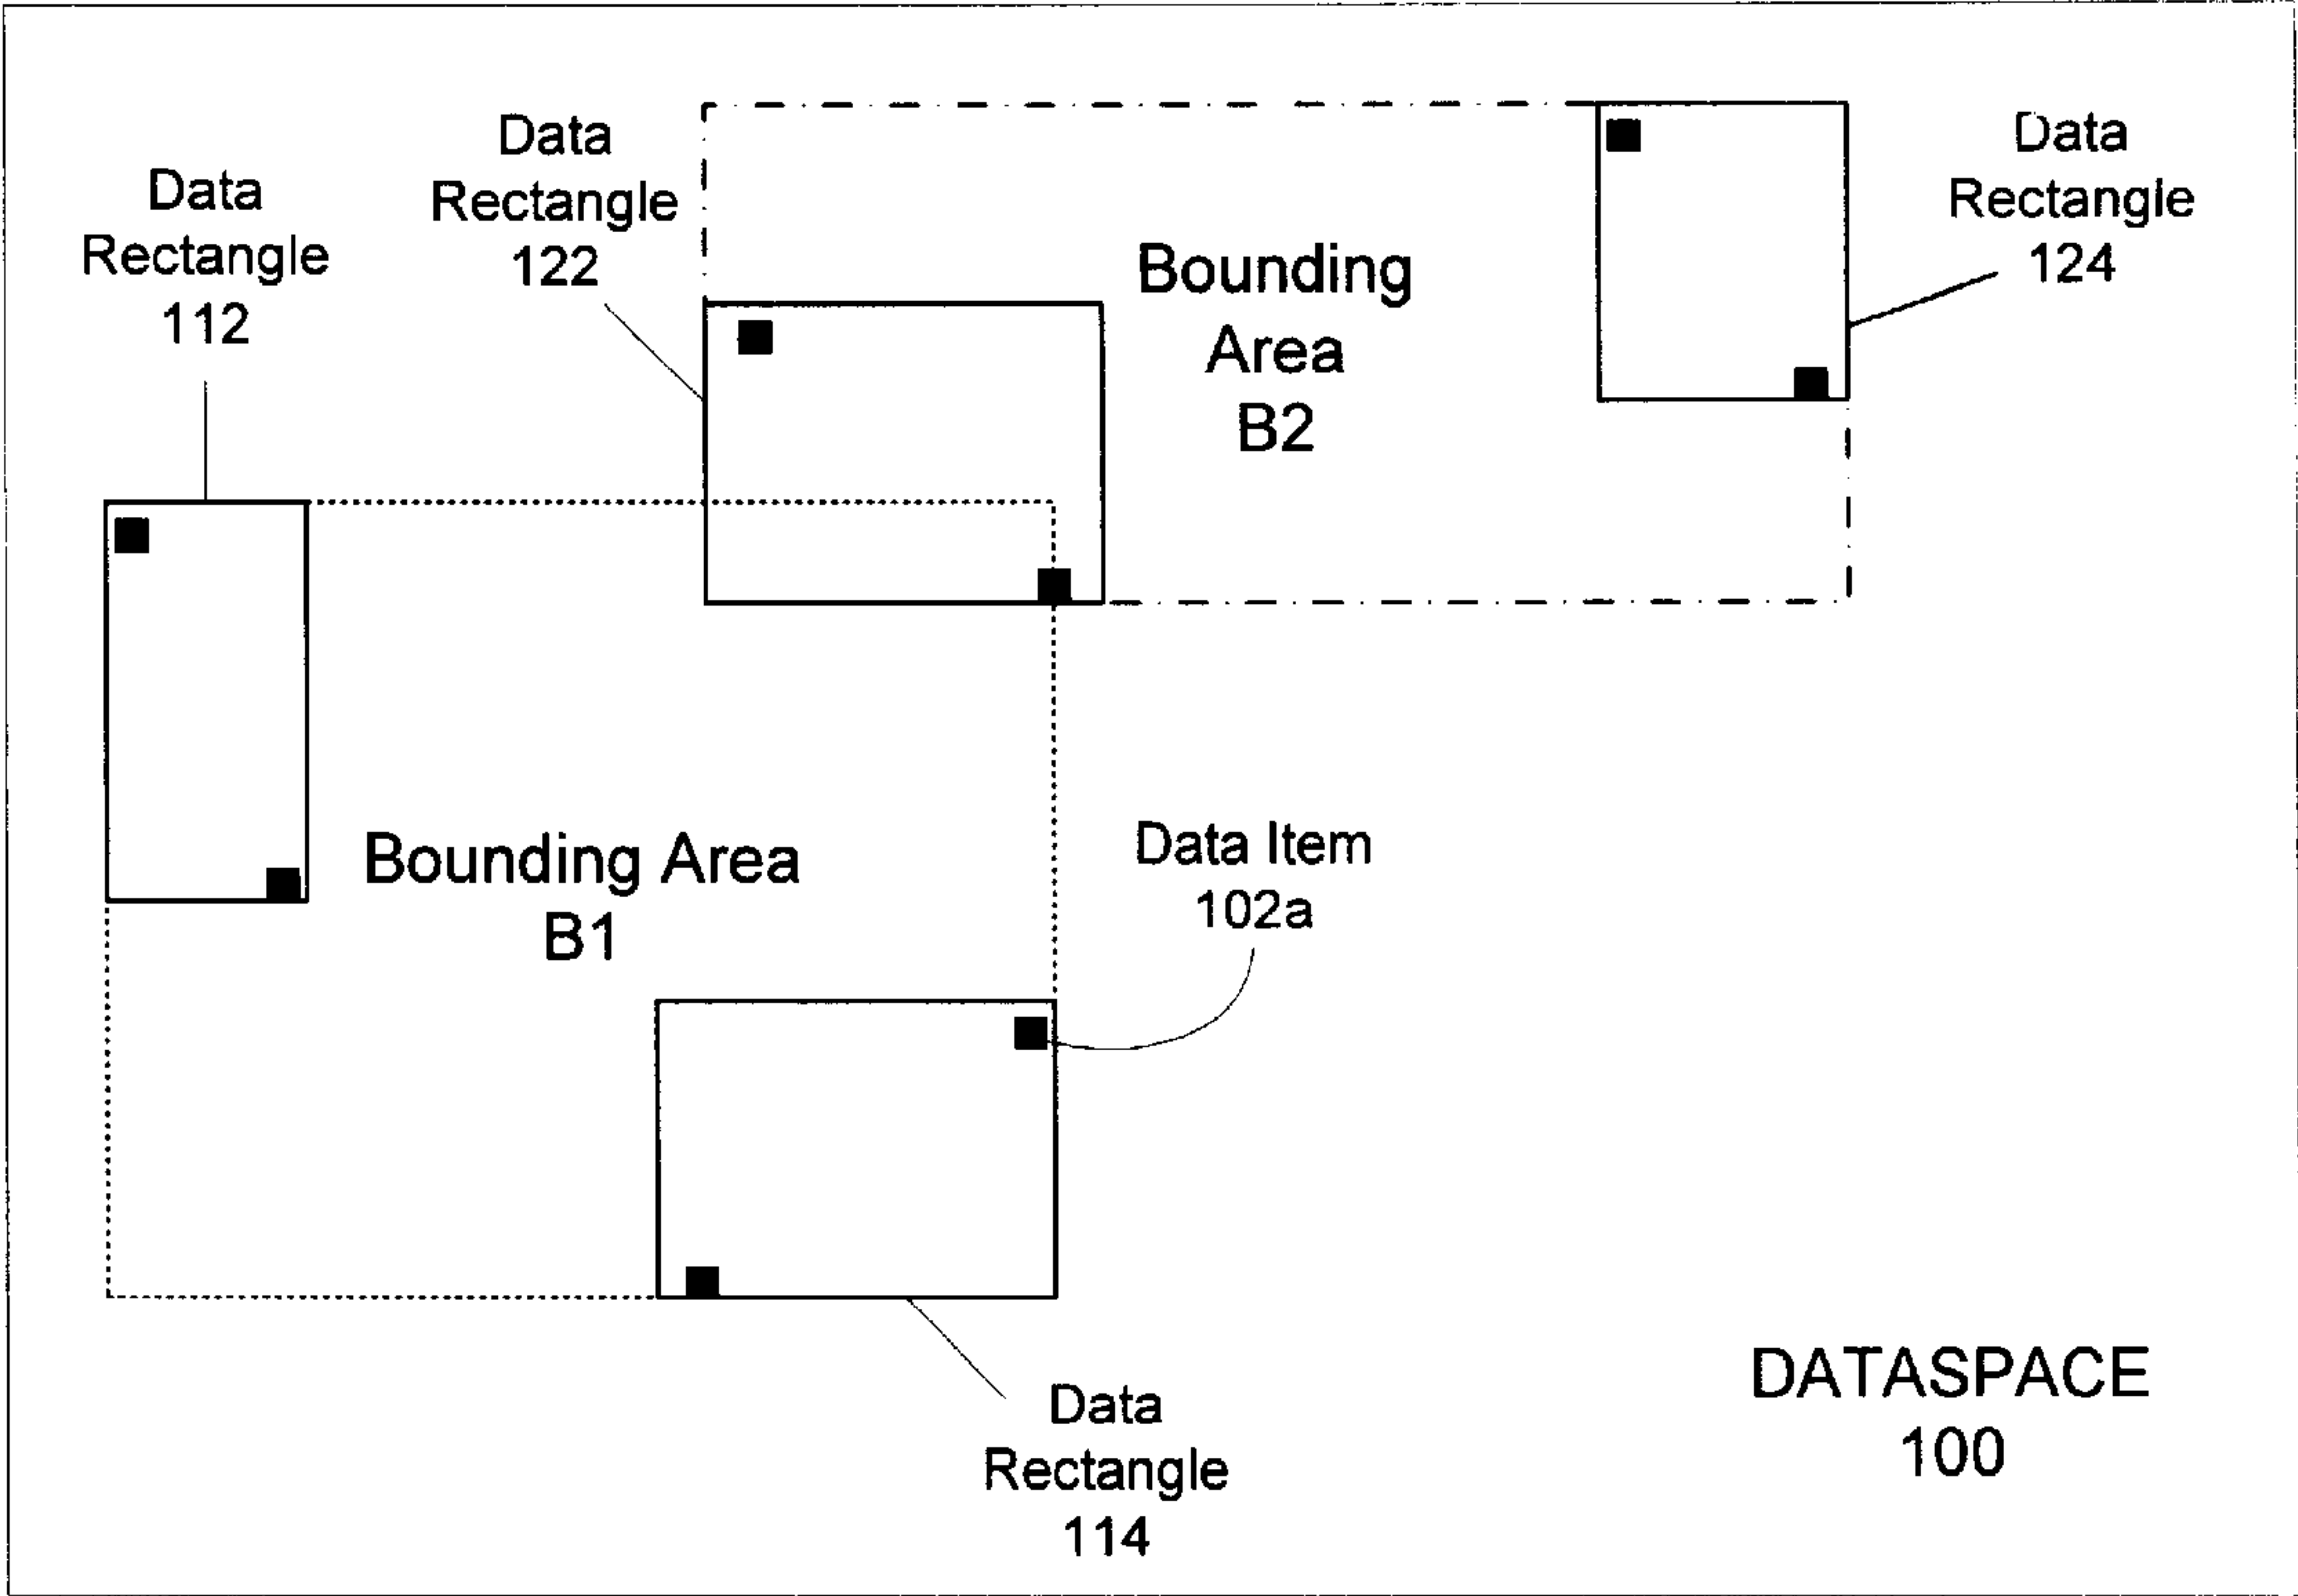 Data
Rectangle
112
Data
Rectangle
122
Bounding
Area
B2
Data
Rectangle
124
Bounding Area
B1
Data Item
102a
Data
Rectangle
114
DATASPACE
100